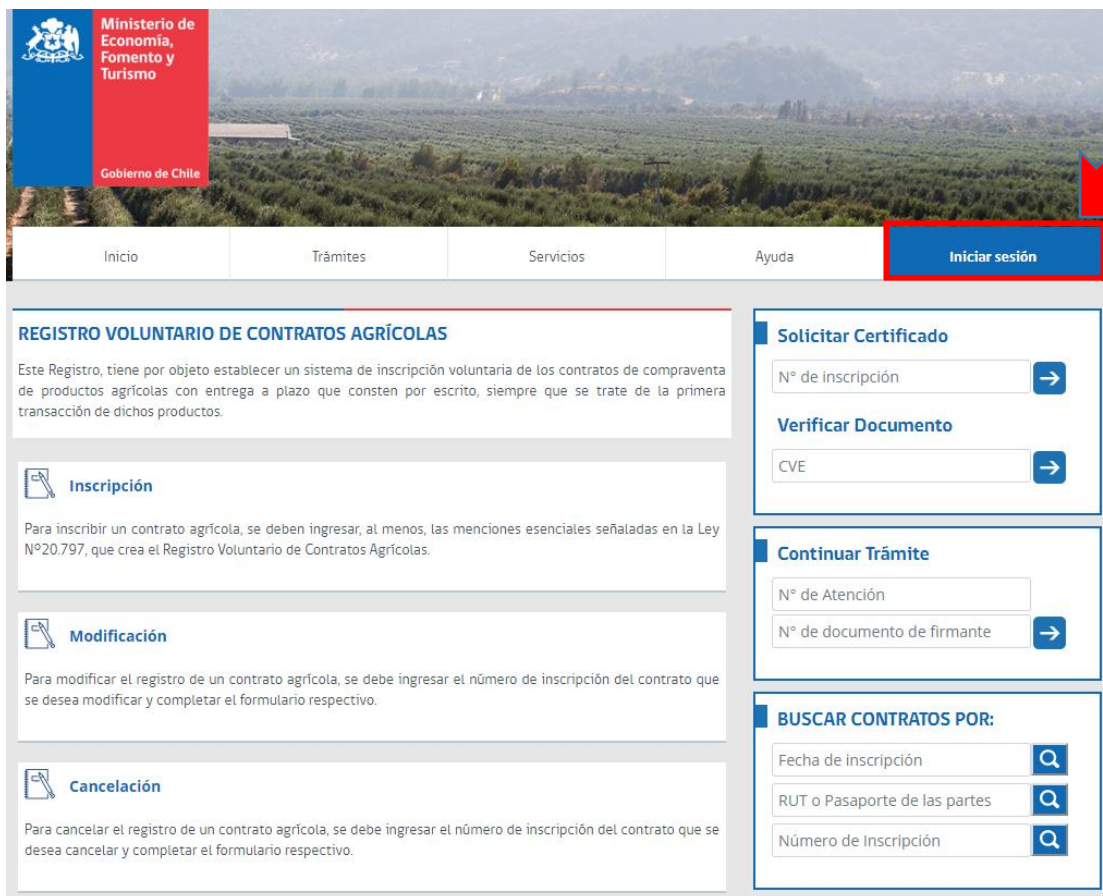 Ministerio de
Economía,
Fomento y
Turismo
Gobierno de Chile
Inicio
Trámites
Servicios
Ayuda
Iniciar sesión
REGISTRO VOLUNTARIO DE CONTRATOS AGRÍCOLAS
Este Registro, tiene por objeto establecer un sistema de inscripción voluntaria de los contratos de compraventa
de productos agrícolas con entrega a plazo que consten por escrito, siempre que se trate de la primera
transacción de dichos productos.
Inscripción
Para inscribir un contrato agrícola, se deben ingresar, al menos, las menciones esenciales señaladas en la Ley
N°20.797, que crea el Registro Voluntario de Contratos Agrícolas.
Modificación
Para modificar el registro de un contrato agrícola, se debe ingresar el número de inscripción del contrato que
se desea modificar y completar el formulario respectivo.
Cancelación
Para cancelar el registro de un contrato agrícola, se debe ingresar el número de inscripción del contrato que se
desea cancelar y completar el formulario respectivo.
Solicitar Certificado
N° de inscripción
Verificar Documento
CVE
Continuar Trámite
N° de Atención
N° de documento de firmante
BUSCAR CONTRATOS POR:
Fecha de inscripción
RUT o Pasaporte de las partes
Número de Inscripción